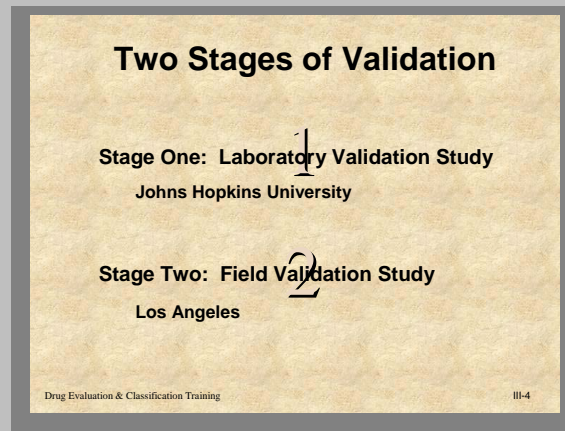 Two Stages of Validation
1
Stage One: Laboratory Validation Study
Johns Hopkins University
2
Stage Two: Field Validation Study
Los Angeles
Drug Evaluation & Classification Training
III-4